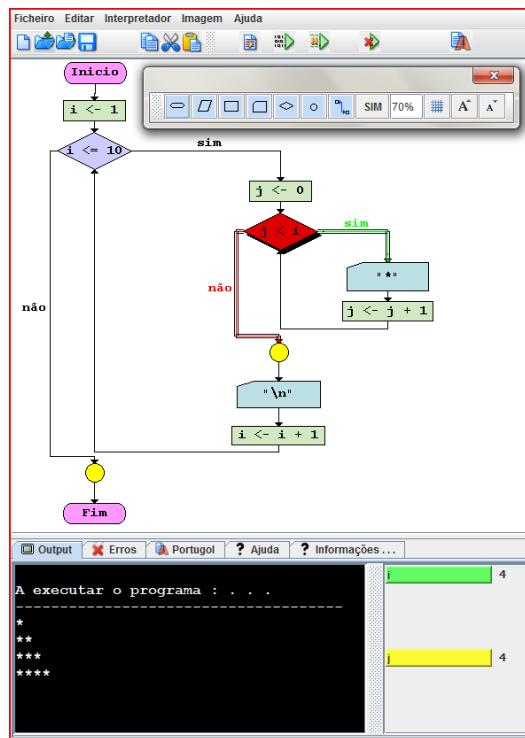 Ficheiro Editar Interpretador Imagem Ajuda
Inicio
SIM 70% A A
i <- 1
i <= 10
sim
j <- 0
j < i
sim
"*"
não
j <- j + 1
não
"\n"
i <- i + 1
Fim
Output Erros Portugol ? Ajuda ? Informações ...
A executar o programa : . . .
--------------------------------------
*
**
***
****
i 4
j 4